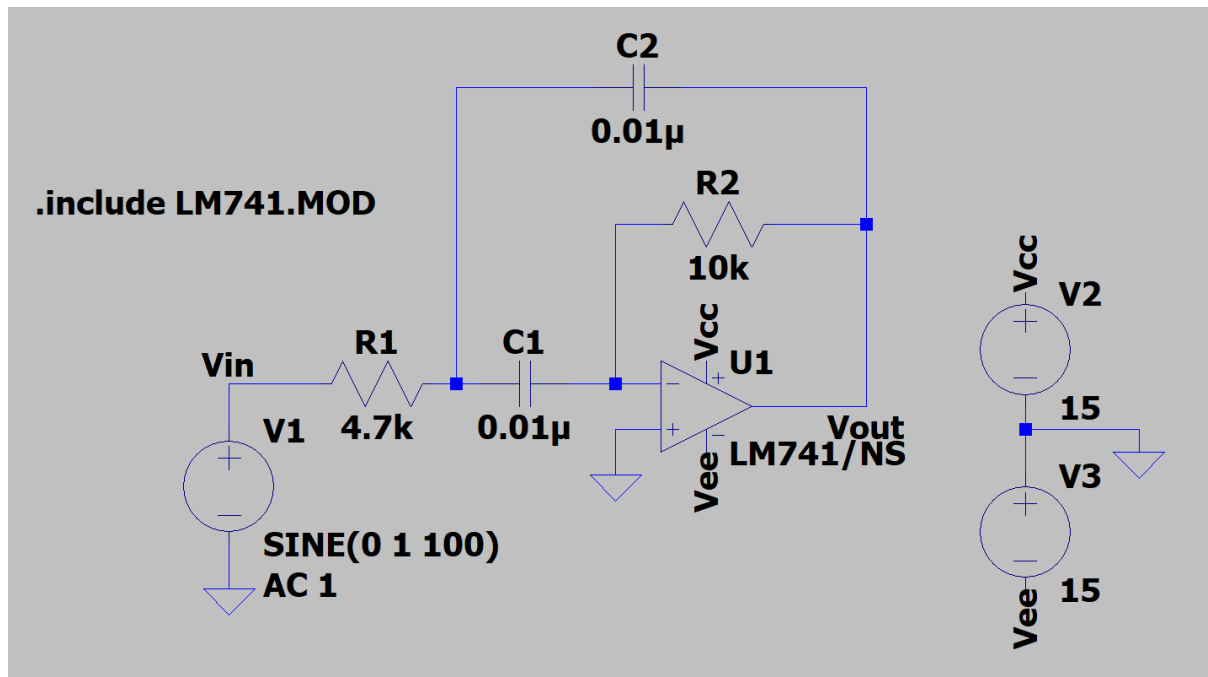 C2
0.01µ
.include LM741.MOD
R2
10k
Vcc
V2
15
Vin
R1
4.7k
C1
0.01µ
Vcc
U1
LM741/NS
Vee
Vout
V1
SINE(0 1 100)
AC 1
V3
15
Vee